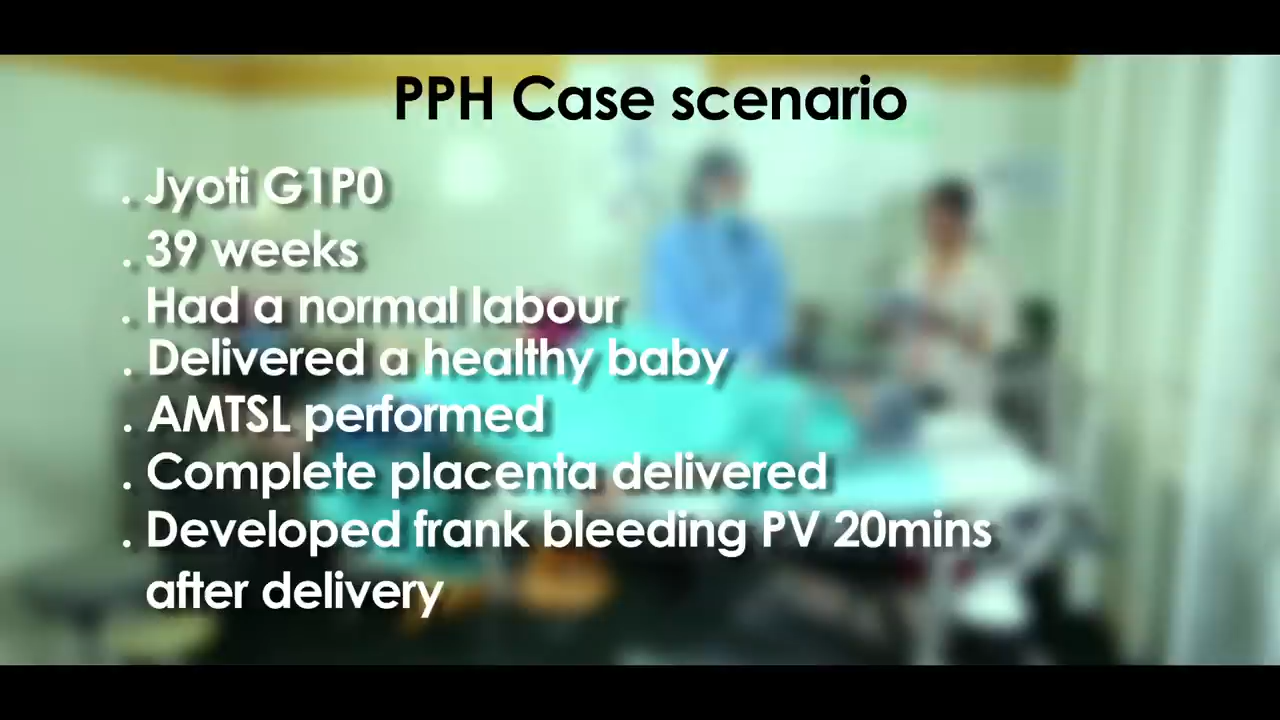 PPH Case scenario
. Jyoti G1P0
. 39 weeks
. Had a normal labour
. Delivered a healthy baby
. AMTSL performed
. Complete placenta delivered
. Developed frank bleeding PV 20mins
after delivery